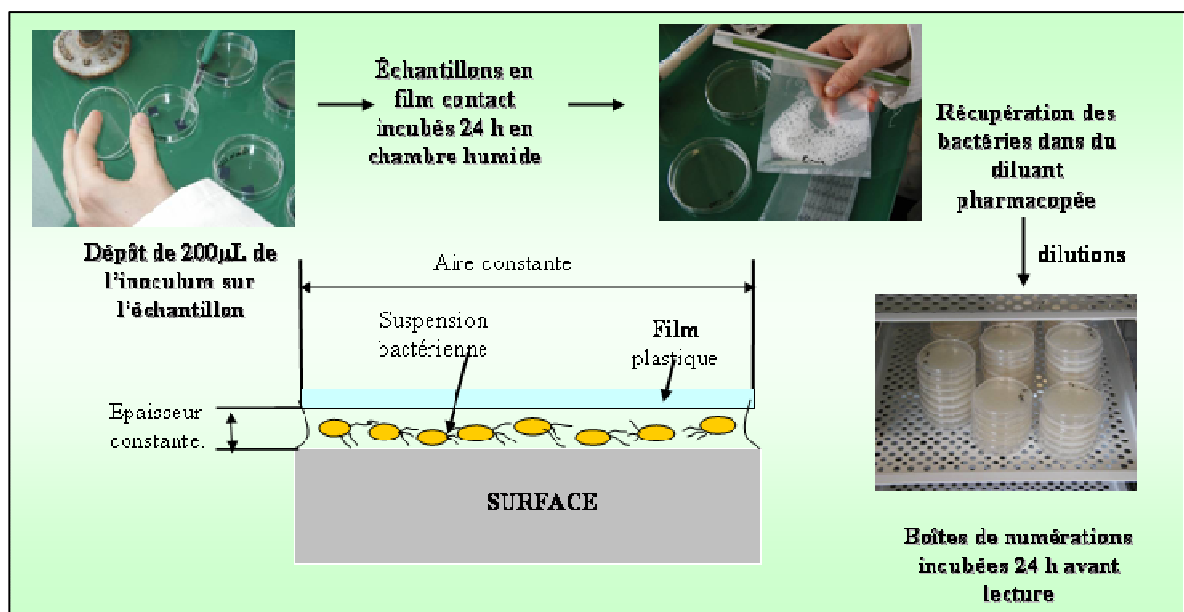 Échantillons en
film contact
incubés 24 h en
chambre humide
Récupération des
bactéries dans du
diluant
pharmacopée
dilutions
Dépôt de 200µL de
l'inoculum sur
l'échantillon
Aire constante
Suspension
bactérienne
Film
plastique
Epaisseur
constante.
SURFACE
Boîtes de numérations
incubées 24 h avant
lecture